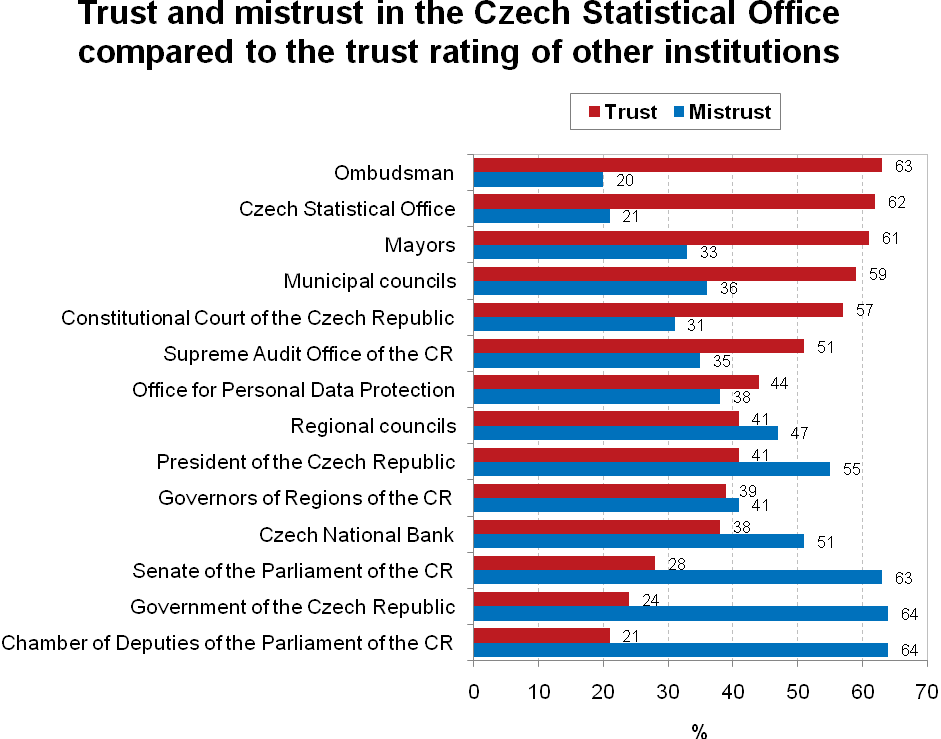 Trust and mistrust in the Czech Statistical Office
compared to the trust rating of other institutions
Trust Mistrust
Ombudsman 63
20
Czech Statistical Office 62
21
Mayors 61
33
Municipal councils 59
36
Constitutional Court of the Czech Republic 57
31
Supreme Audit Office of the CR 51
35
Office for Personal Data Protection 44
38
Regional councils 41
47
President of the Czech Republic 41
55
Governors of Regions of the CR 39
41
Czech National Bank 38
51
Senate of the Parliament of the CR 28
63
Government of the Czech Republic 24
64
Chamber of Deputies of the Parliament of the CR 21
64
0 10 20 30 40 50 60 70
%